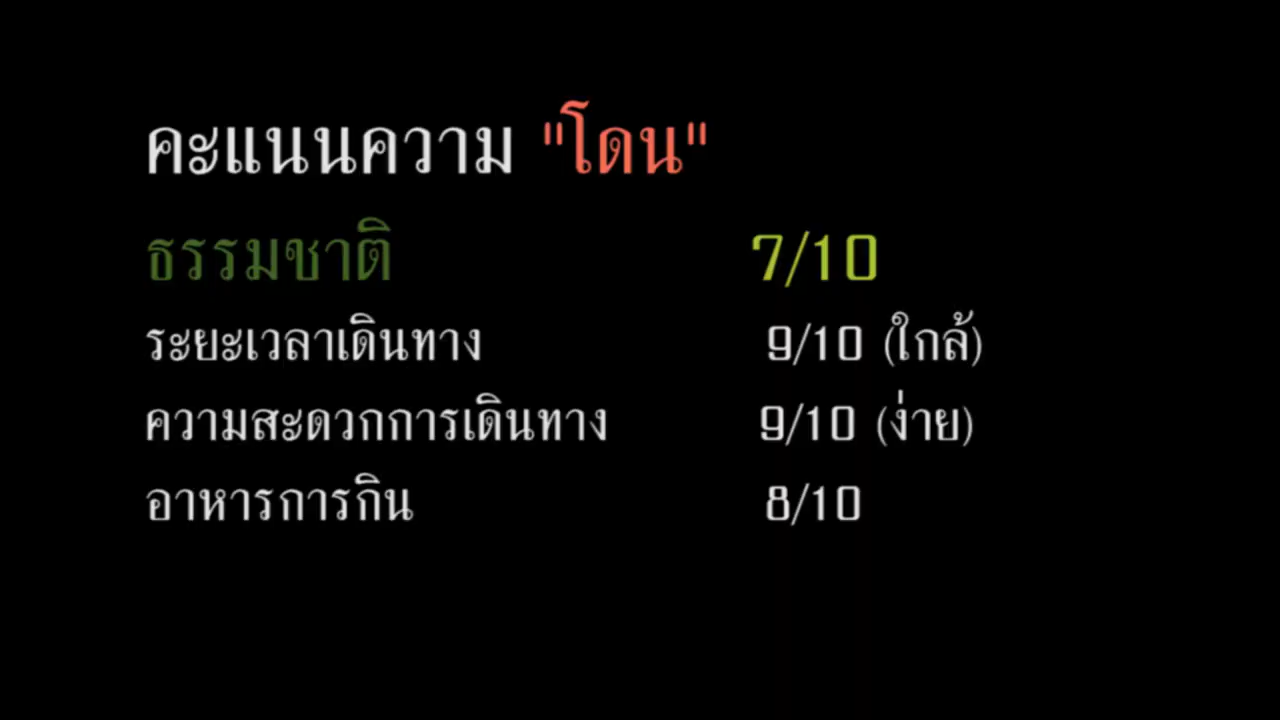 คะแนนความ "โดน"
ธรรมชาติ 7/10
ระยะเวลาเดินทาง 9/10 (ใกล้)
ความสะดวกการเดินทาง 9/10 (ง่าย)
อาหารการกิน 8/10